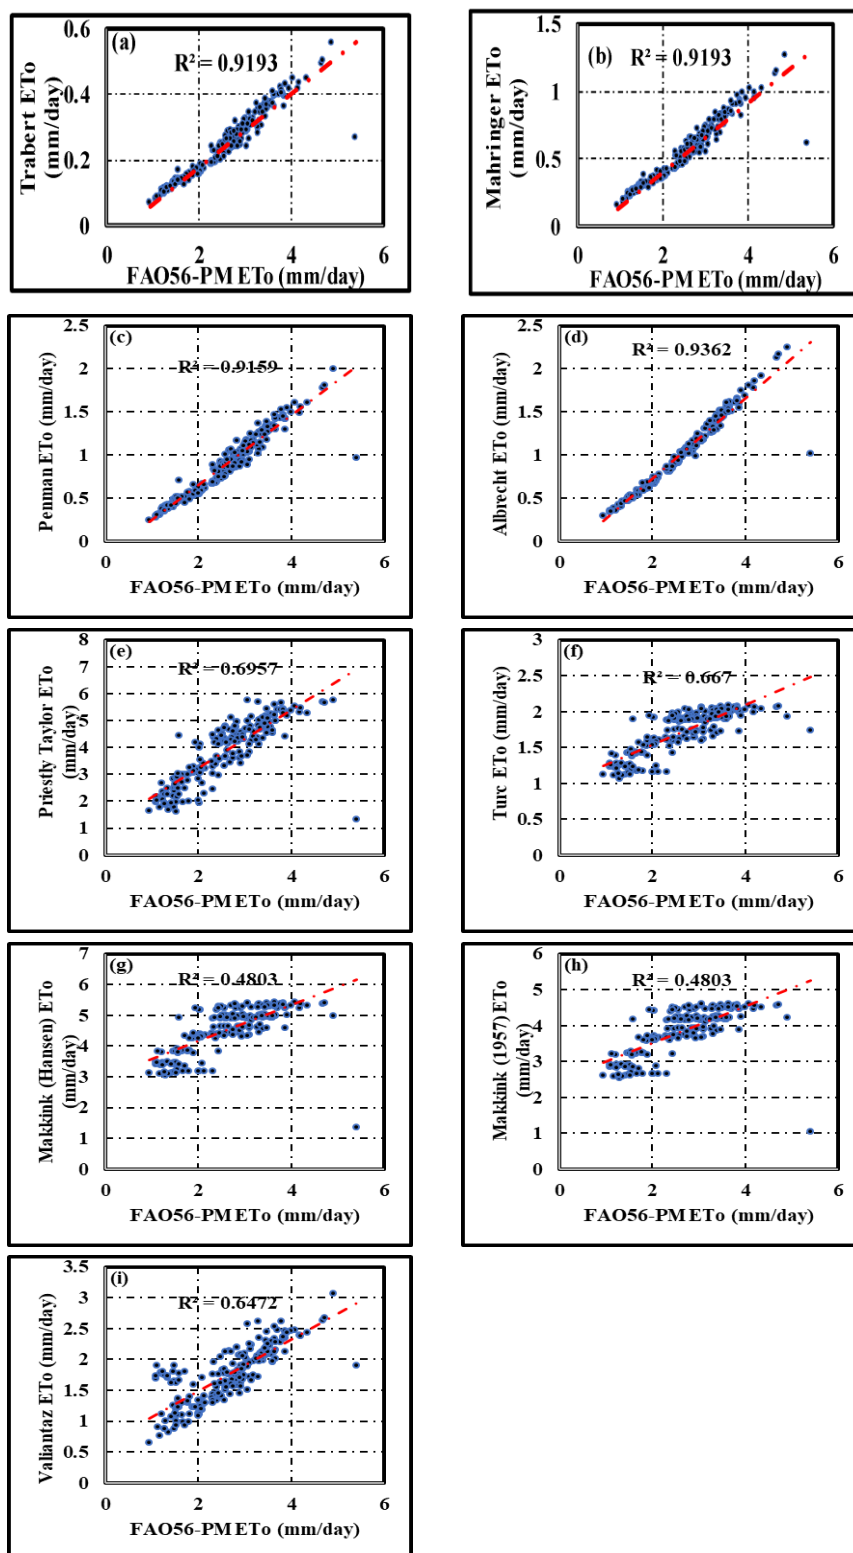 (a)
R² = 0.9193
Trabert ETo
(mm/day)
0.6
0.4
0.2
0
0 2 4 6
FAO56-PM ETo (mm/day)
(b)
R² = 0.9193
Mahringer ETo
(mm/day)
1.5
1
0.5
0
0 2 4 6
FAO56-PM ETo (mm/day)
(c)
R² = 0.9159
Penman ETo (mm/day)
2.5
2
1.5
1
0.5
0
0 2 4 6
FAO56-PM ETo (mm/day)
(d)
R² = 0.9362
Albrecht ETo (mm/day)
2.5
2
1.5
1
0.5
0
0 2 4 6
FAO56-PM ETo (mm/day)
(e)
R² = 0.6957
Priestly Taylor ETo
(mm/day)
8
7
6
5
4
3
2
1
0
0 2 4 6
FAO56-PM ETo (mm/day)
(f)
R² = 0.667
Turc ETo (mm/day)
3
2.5
2
1.5
1
0.5
0
0 2 4 6
FAO56-PM ETo (mm/day)
(g)
R² = 0.4803
Makkink (Hansen) ETo
(mm/day)
7
6
5
4
3
2
1
0
0 2 4 6
FAO56-PM ETo (mm/day)
(h)
R² = 0.4803
Makkink (1957) ETo
(mm/day)
6
5
4
3
2
1
0
0 2 4 6
FAO56-PM ETo (mm/day)
(i)
R² = 0.6472
Valiantaz ETo (mm/day)
3.5
3
2.5
2
1.5
1
0.5
0
0 2 4 6
FAO56-PM ETo (mm/day)